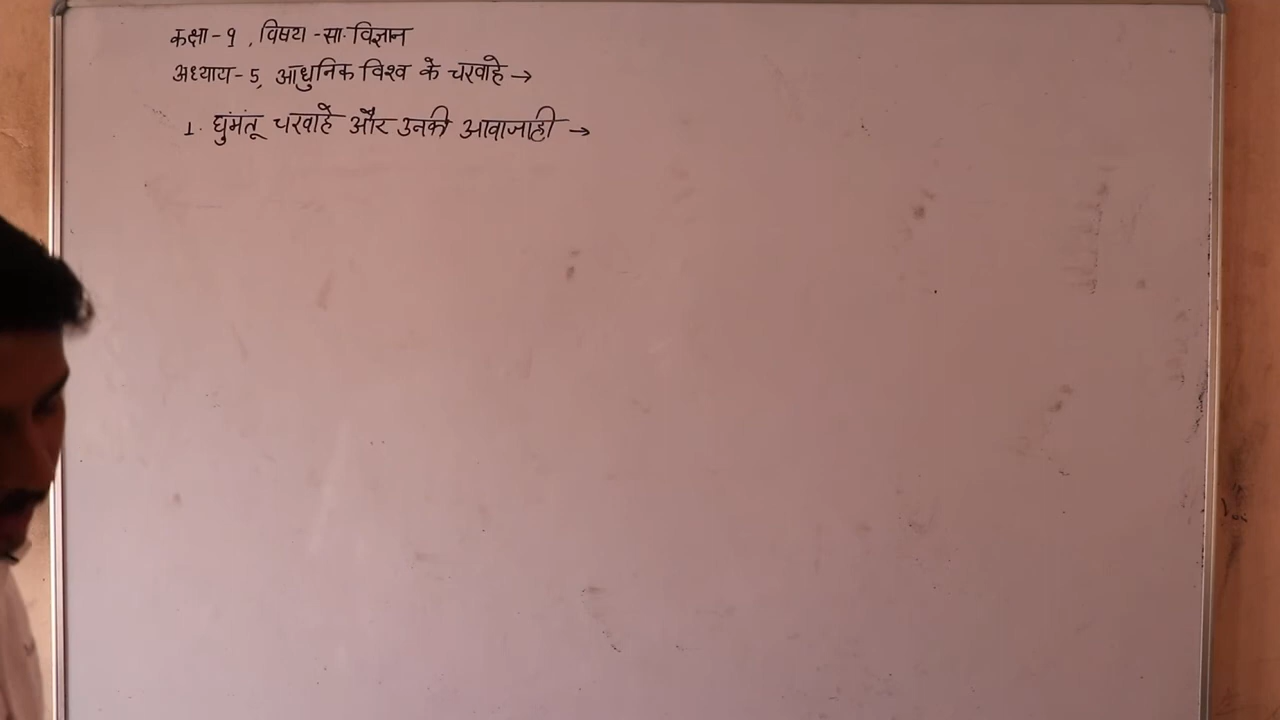 कक्षा - 9 , विषय - सा. विज्ञान
अध्याय - 5, आधुनिक विश्व के चरवाहे →
1. घुंमंतू चरवाहे और उनकी आवाजाही →